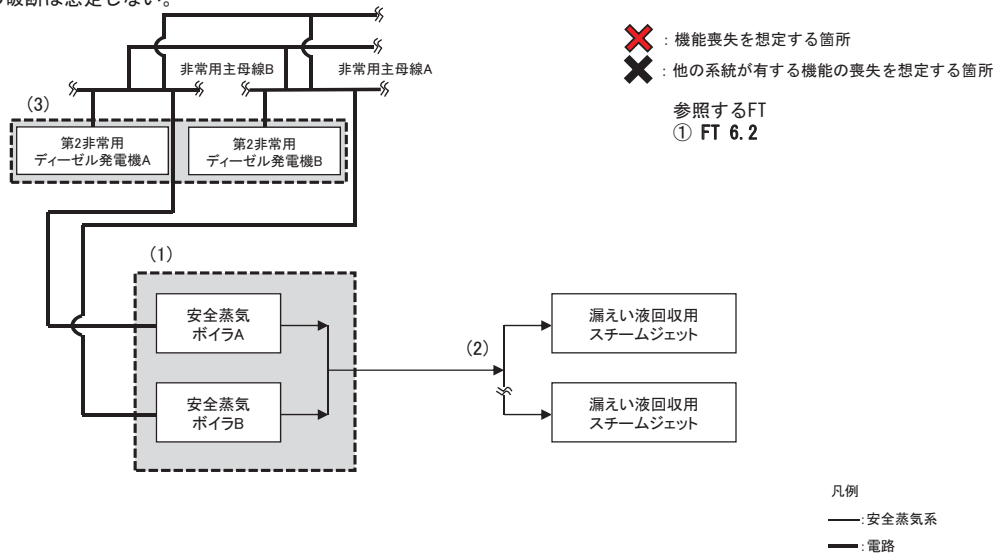 の破断は想定しない。
：機能喪失を想定する箇所
：他の系統が有する機能の喪失を想定する箇所
参照するFT
① FT 6.2
非常用主母線B
非常用主母線A
(3)
第2非常用
ディーゼル発電機A
第2非常用
ディーゼル発電機B
(1)
安全蒸気
ボイラA
安全蒸気
ボイラB
(2)
漏えい液回収用
スチームジェット
漏えい液回収用
スチームジェット
凡例
：安全蒸気系
：電路